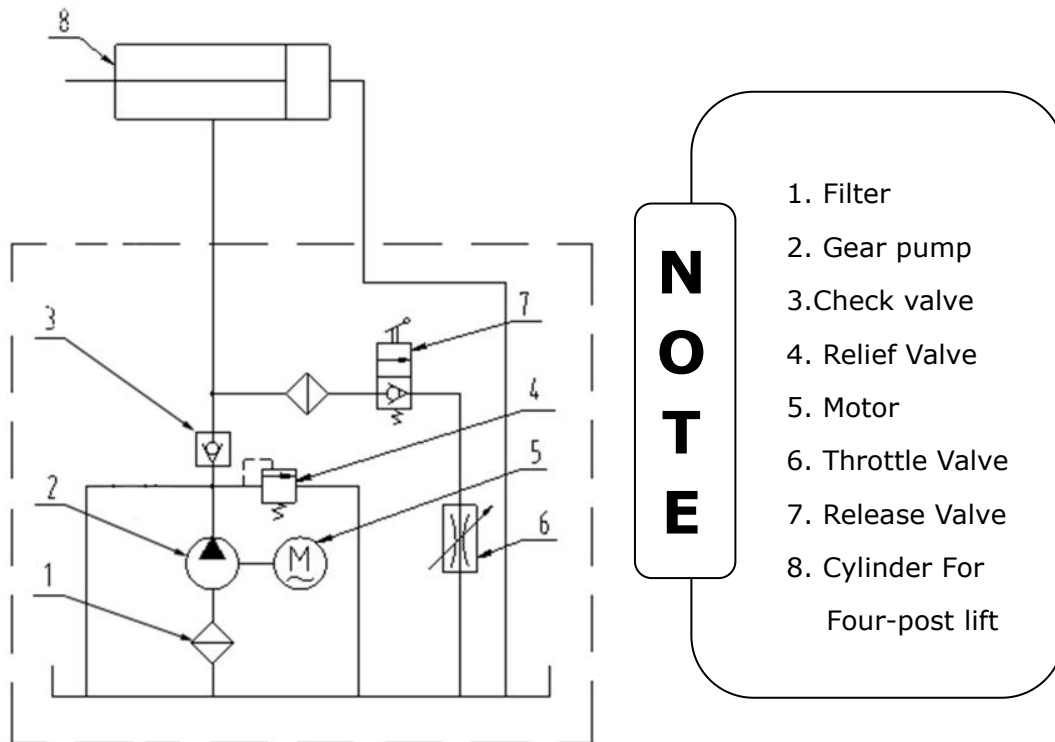 8
7
3
4
5
2
6
1
M
NOTE
1. Filter
2. Gear pump
3.Check valve
4. Relief Valve
5. Motor
6. Throttle Valve
7. Release Valve
8. Cylinder For
Four-post lift